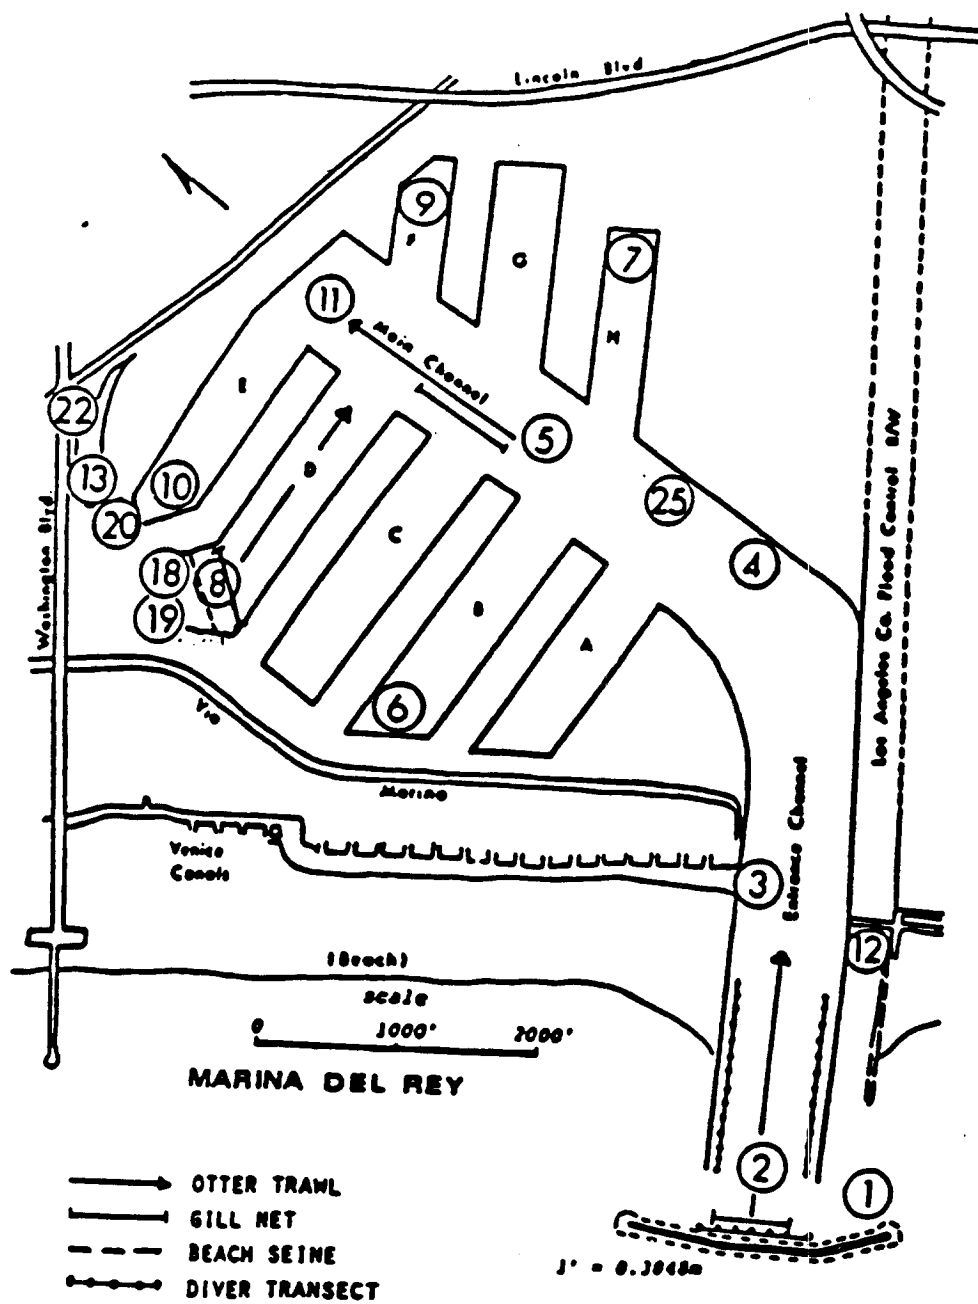 Lincoln Blvd
9
F
G
7
11
Main Channel
H
E
22
5
D
13
10
25
20
C
4
18
8
Washington Blvd
19
B
A
Los Angeles Co. Flood Control R/W
6
Via
Marina
Entrance Channel
Venice
Canals
3
12
(Beach)
scale
0 1000' 2000'
MARINA DEL REY
2
1
OTTER TRAWL
GILL NET
BEACH SEINE
DIVER TRANSECT
1' = 0.3048m